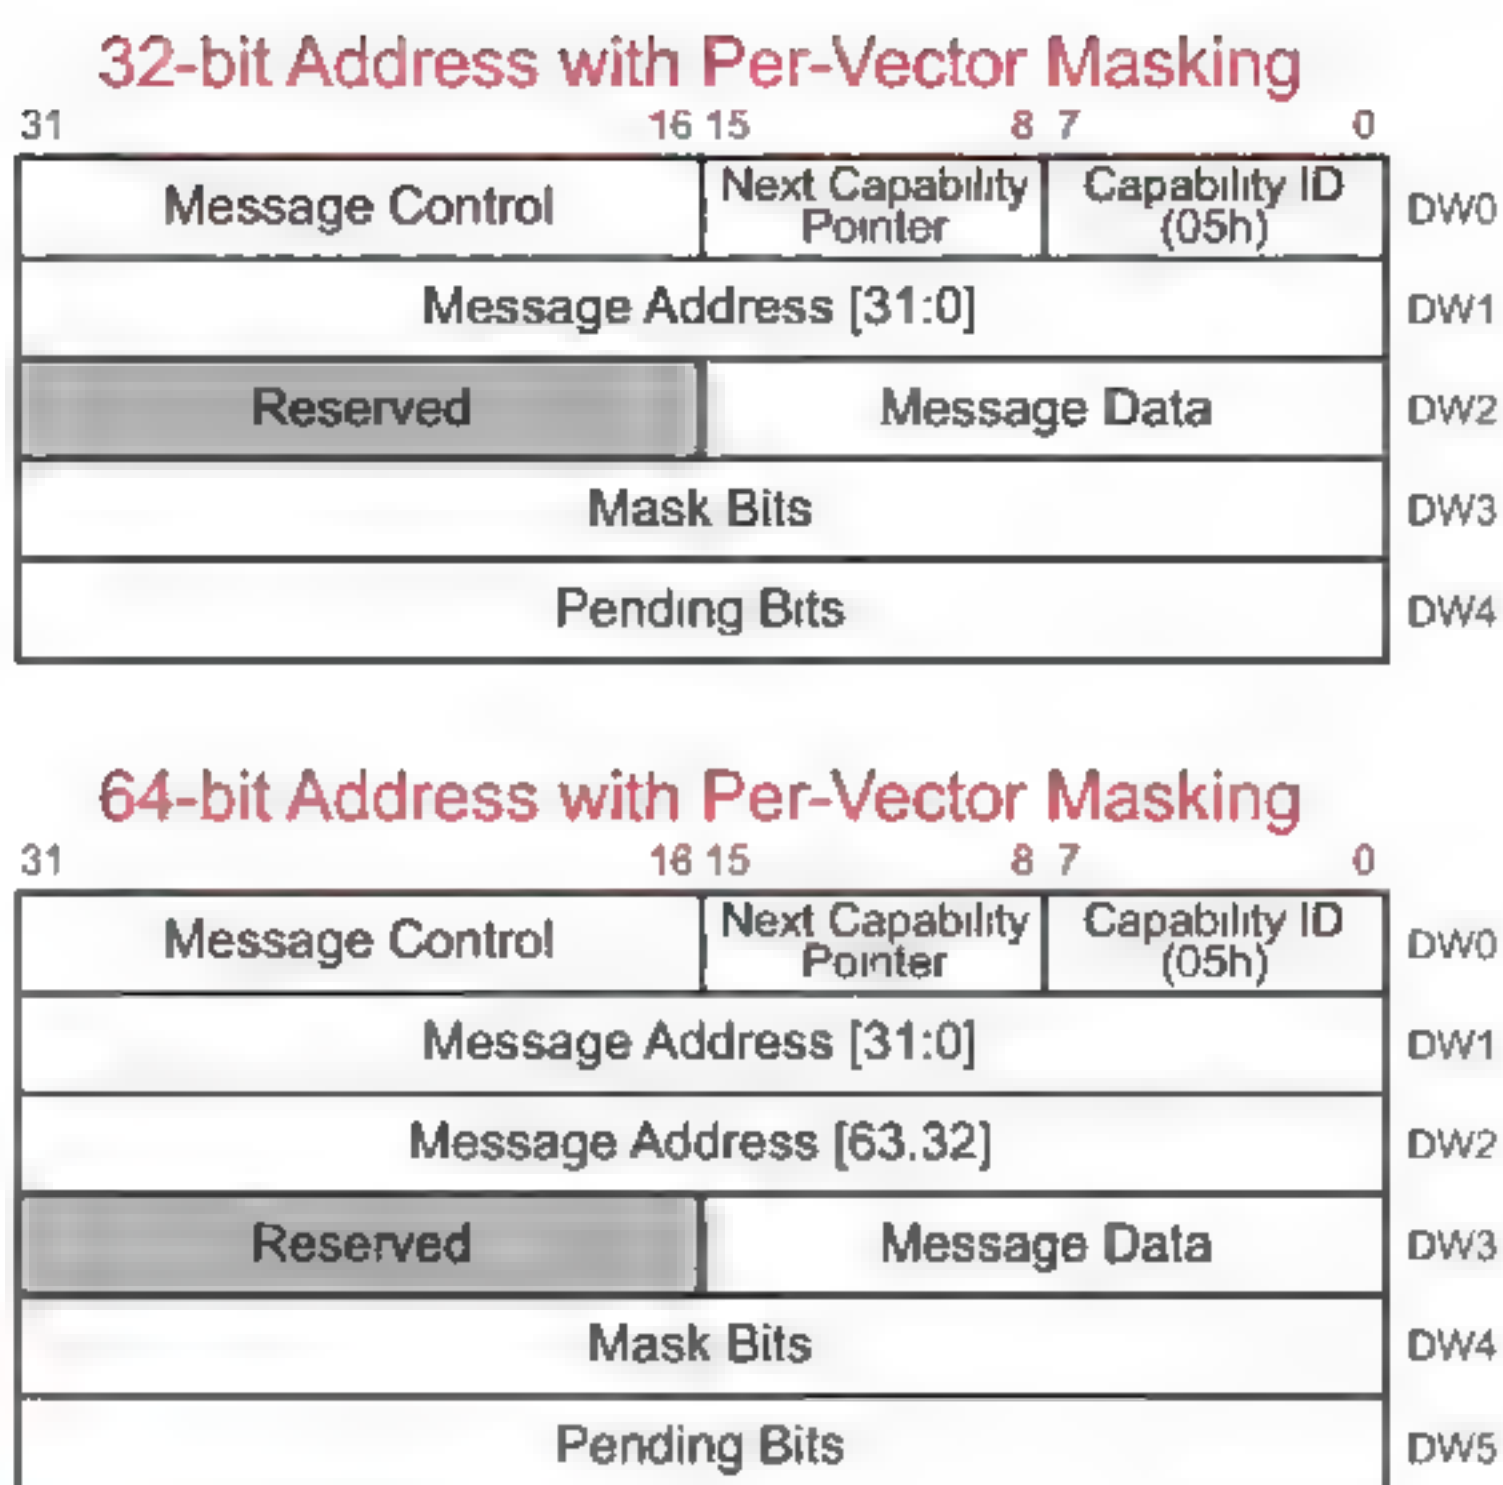 32-bit Address with Per-Vector Masking
31 16 15 8 7 0
Message Control Next Capability Pointer Capability ID (05h) DW0
Message Address [31:0] DW1
Reserved Message Data DW2
Mask Bits DW3
Pending Bits DW4
64-bit Address with Per-Vector Masking
31 16 15 8 7 0
Message Control Next Capability Pointer Capability ID (05h) DW0
Message Address [31:0] DW1
Message Address [63.32] DW2
Reserved Message Data DW3
Mask Bits DW4
Pending Bits DW5